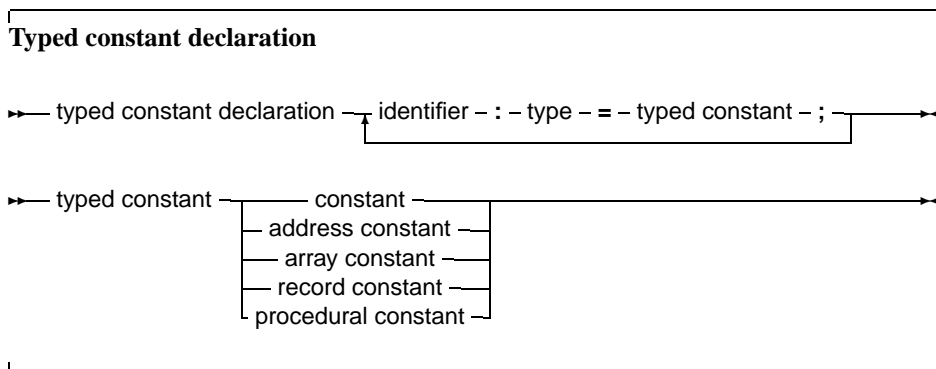 Typed constant declaration
typed constant declaration identifier : type = typed constant ;
typed constant constant
address constant
array constant
record constant
procedural constant